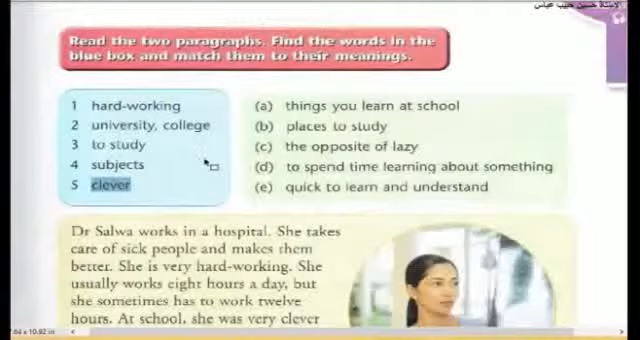 الاستاذ حسين حبيب عباس
Read the two paragraphs. Find the words in the
blue box and match them to their meanings.
1 hard-working
2 university, college
3 to study
4 subjects
5 clever
(a) things you learn at school
(b) places to study
(c) the opposite of lazy
(d) to spend time learning about something
(e) quick to learn and understand
Dr Salwa works in a hospital. She takes
care of sick people and makes them
better. She is very hard-working. She
usually works eight hours a day, but
she sometimes has to work twelve
hours. At school, she was very clever